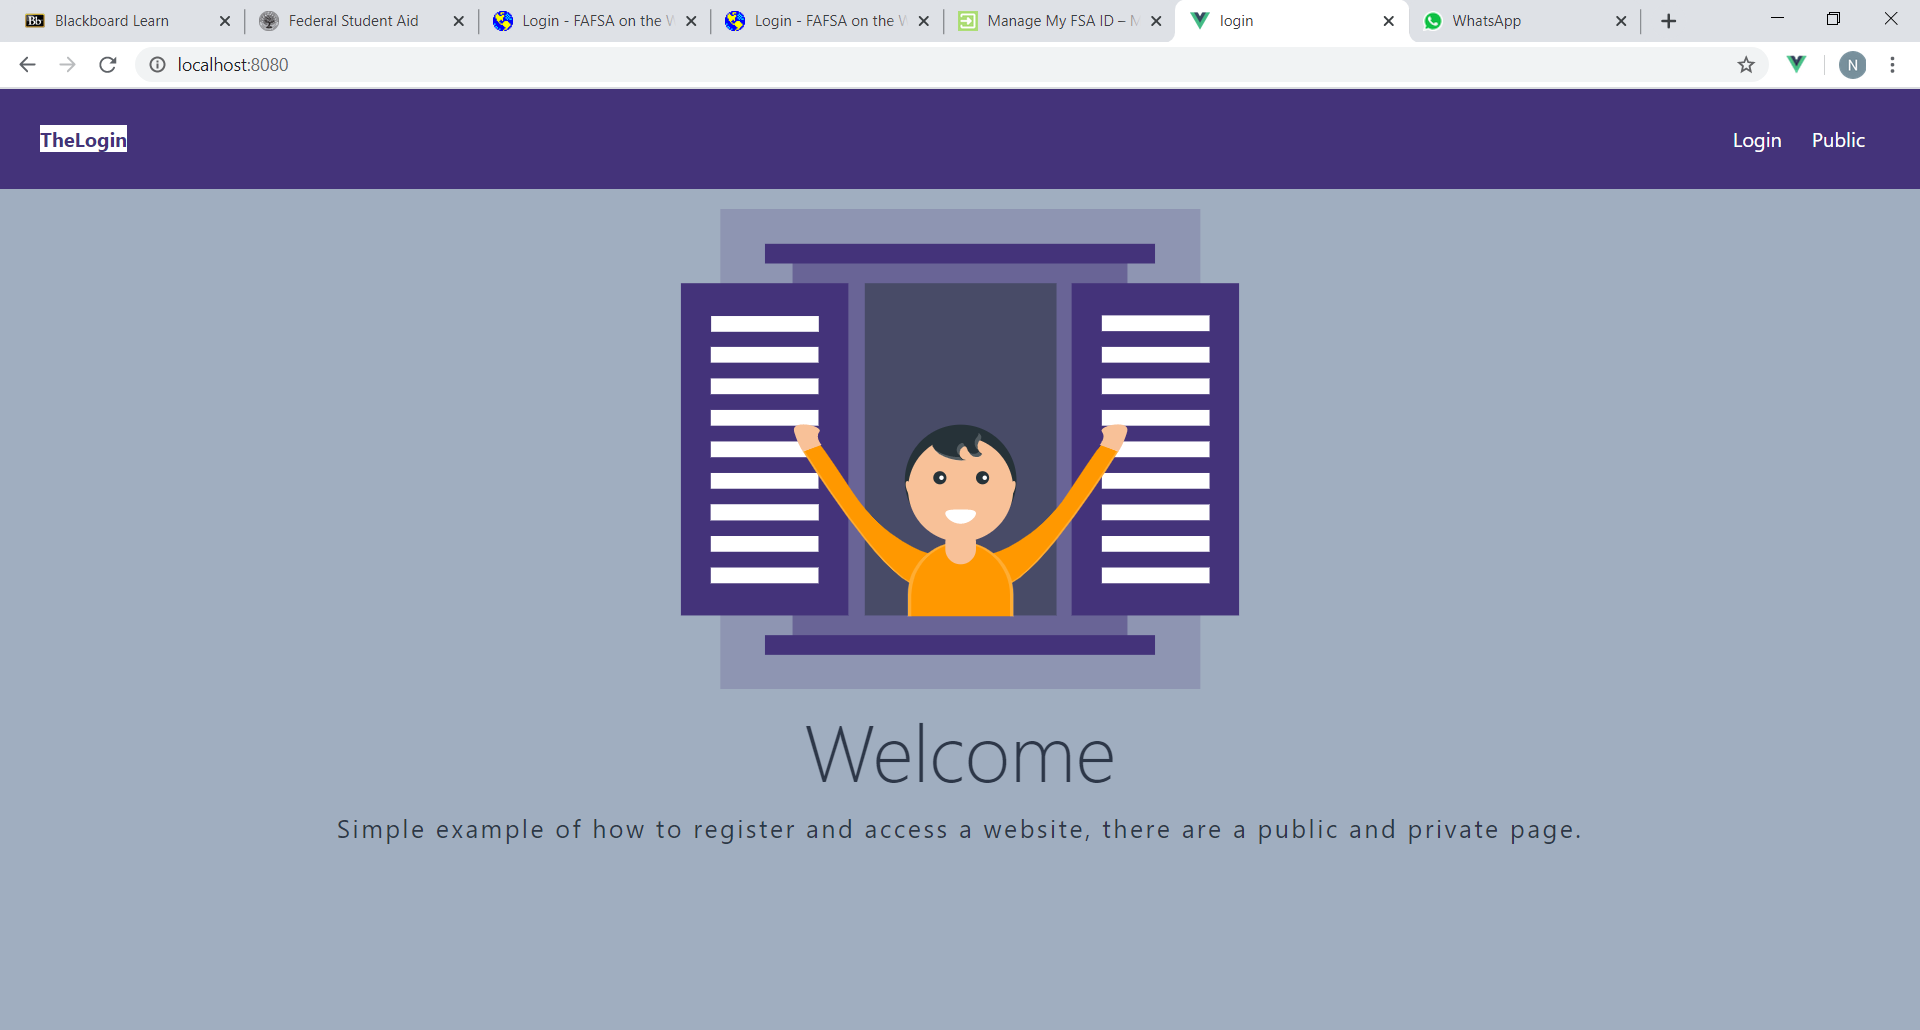 Blackboard Learn
Federal Student Aid
Login - FAFSA on the W
Login - FAFSA on the W
Manage My FSA ID – M
login
WhatsApp
localhost:8080
N
TheLogin
Login
Public
Welcome
Simple example of how to register and access a website, there are a public and private page.